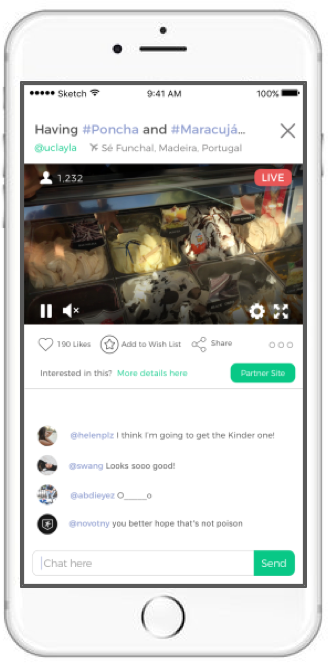 ●●●●● Sketch 9:41 AM 100%
Having #Poncha and #Maracujá...
@uclayla Sé Funchal, Madeira, Portugal
1,232 LIVE
190 Likes Add to Wish List Share
Interested in this? More details here Partner Site
@helenplz I think I'm going to get the Kinder one!
@swang Looks sooo good!
@abdieyez O_____o
@novotny you better hope that's not poison
Chat here Send